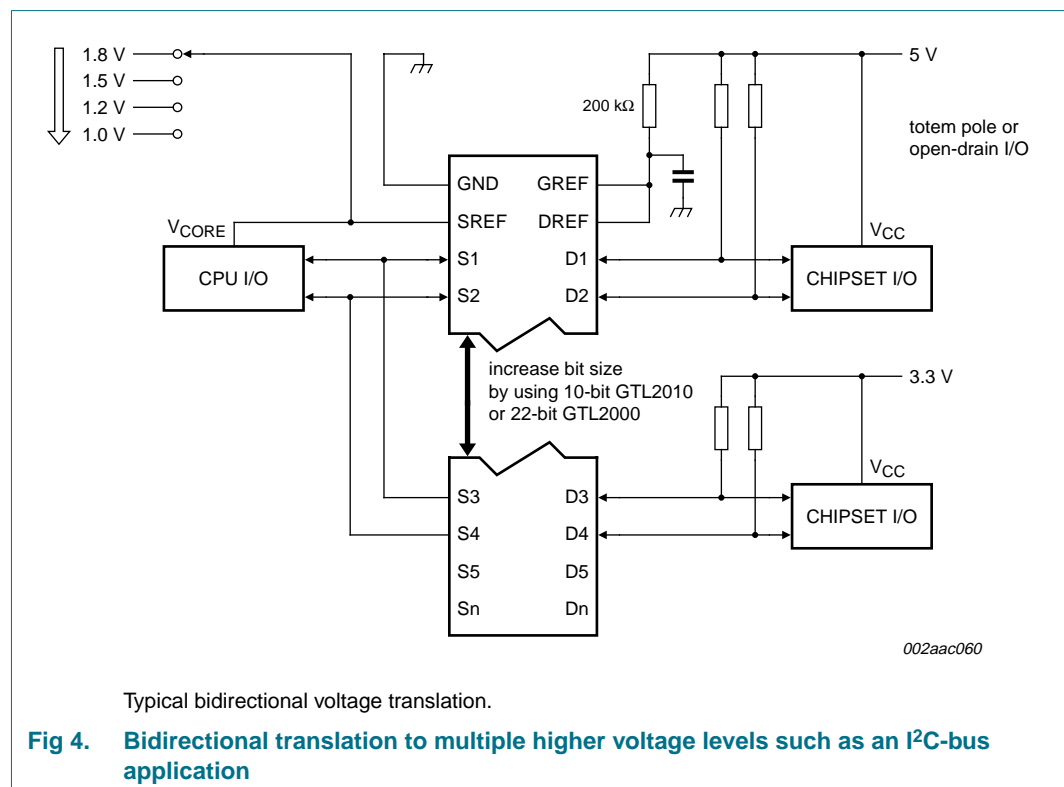 1.8 V
1.5 V
1.2 V
1.0 V
5 V
200 kΩ
totem pole or
open-drain I/O
GND
GREF
SREF
DREF
VCORE
VCC
S1
D1
CPU I/O
CHIPSET I/O
S2
D2
increase bit size
by using 10-bit GTL2010
or 22-bit GTL2000
3.3 V
VCC
S3
D3
CHIPSET I/O
S4
D4
S5
D5
Sn
Dn
002aac060
Typical bidirectional voltage translation.
Fig 4. Bidirectional translation to multiple higher voltage levels such as an I²C-bus
application